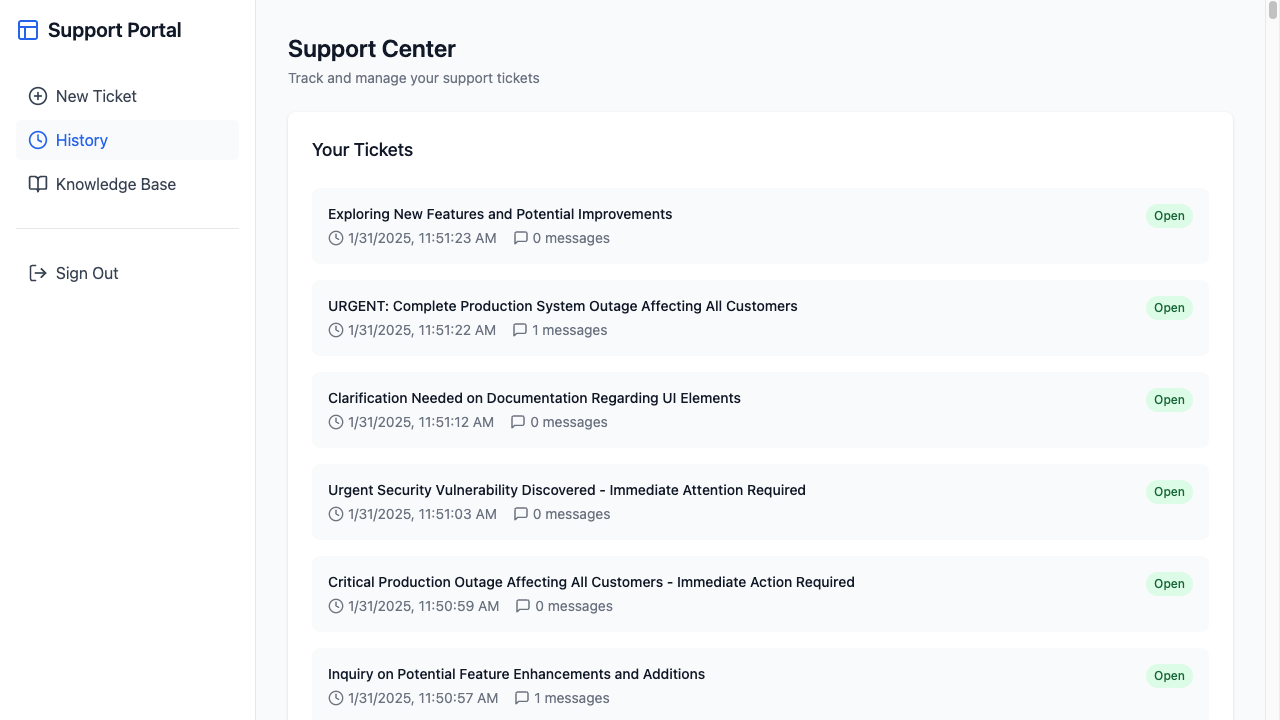 Support Portal
New Ticket
History
Knowledge Base
Sign Out
Support Center
Track and manage your support tickets
Your Tickets
Exploring New Features and Potential Improvements
Open
1/31/2025, 11:51:23 AM 0 messages
URGENT: Complete Production System Outage Affecting All Customers
Open
1/31/2025, 11:51:22 AM 1 messages
Clarification Needed on Documentation Regarding UI Elements
Open
1/31/2025, 11:51:12 AM 0 messages
Urgent Security Vulnerability Discovered - Immediate Attention Required
Open
1/31/2025, 11:51:03 AM 0 messages
Critical Production Outage Affecting All Customers - Immediate Action Required
Open
1/31/2025, 11:50:59 AM 0 messages
Inquiry on Potential Feature Enhancements and Additions
Open
1/31/2025, 11:50:57 AM 1 messages